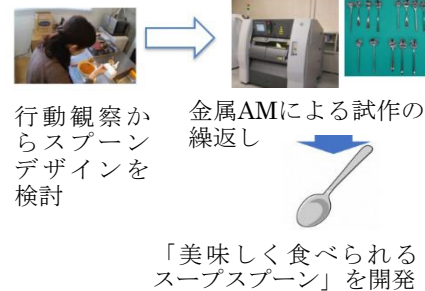 行動観察か
らスプーン
デザインを
検討
金属AMによる試作の
繰返し
「美味しく食べられる
スープスプーン」を開発